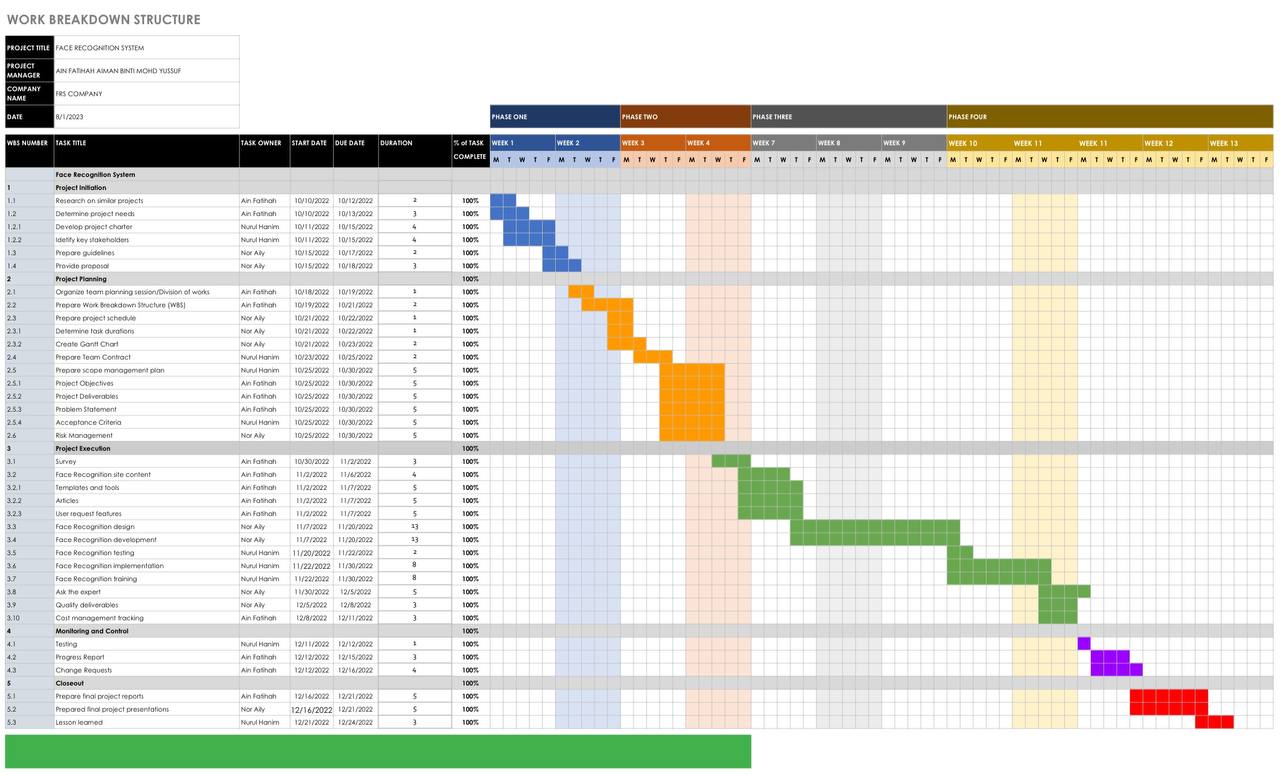 WORK BREAKDOWN STRUCTURE
PROJECT TITLE FACE RECOGNITION SYSTEM
PROJECT MANAGER AIN FATIHAH AIMAN BINTI MOHD YUSSUF
COMPANY NAME FRS COMPANY
DATE 8/1/2023
PHASE ONE PHASE TWO PHASE THREE PHASE FOUR
WBS NUMBER TASK TITLE TASK OWNER START DATE DUE DATE DURATION % of TASK COMPLETE WEEK 1 WEEK 2 WEEK 3 WEEK 4 WEEK 7 WEEK 8 WEEK 9 WEEK 10 WEEK 11 WEEK 11 WEEK 12 WEEK 13
M T W T F M T W T F M T W T F M T W T F M T W T F M T W T F M T W T F M T W T F M T W T F M T W T F M T W T F M T W T F
Face Recognition System
1 Project Initiation
1.1 Research on similar projects Ain Fatihah 10/10/2022 10/12/2022 2 100%
1.2 Determine project needs Ain Fatihah 10/10/2022 10/13/2022 3 100%
1.2.1 Develop project charter Nurul Hanim 10/11/2022 10/15/2022 4 100%
1.2.2 Idetify key stakeholders Nurul Hanim 10/11/2022 10/15/2022 4 100%
1.3 Prepare guidelines Nor Aily 10/15/2022 10/17/2022 2 100%
1.4 Provide proposal Nor Aily 10/15/2022 10/18/2022 3 100%
2 Project Planning 100%
2.1 Organize team planning session/Division of works Ain Fatihah 10/18/2022 10/19/2022 1 100%
2.2 Prepare Work Breakdown Structure (WBS) Ain Fatihah 10/19/2022 10/21/2022 2 100%
2.3 Prepare project schedule Nor Aily 10/21/2022 10/22/2022 1 100%
2.3.1 Determine task durations Nor Aily 10/21/2022 10/22/2022 1 100%
2.3.2 Create Gantt Chart Nor Aily 10/21/2022 10/23/2022 2 100%
2.4 Prepare Team Contract Nurul Hanim 10/23/2022 10/25/2022 2 100%
2.5 Prepare scope management plan Nurul Hanim 10/25/2022 10/30/2022 5 100%
2.5.1 Project Objectives Ain Fatihah 10/25/2022 10/30/2022 5 100%
2.5.2 Project Deliverables Ain Fatihah 10/25/2022 10/30/2022 5 100%
2.5.3 Problem Statement Ain Fatihah 10/25/2022 10/30/2022 5 100%
2.5.4 Acceptance Criteria Nurul Hanim 10/25/2022 10/30/2022 5 100%
2.6 Risk Management Nor Aily 10/25/2022 10/30/2022 5 100%
3 Project Execution 100%
3.1 Survey Ain Fatihah 10/30/2022 11/2/2022 3 100%
3.2 Face Recognition site content Ain Fatihah 11/2/2022 11/6/2022 4 100%
3.2.1 Templates and tools Ain Fatihah 11/2/2022 11/7/2022 5 100%
3.2.2 Articles Ain Fatihah 11/2/2022 11/7/2022 5 100%
3.2.3 User request features Ain Fatihah 11/2/2022 11/7/2022 5 100%
3.3 Face Recognition design Nor Aily 11/7/2022 11/20/2022 13 100%
3.4 Face Recognition development Nor Aily 11/7/2022 11/20/2022 13 100%
3.5 Face Recognition testing Nurul Hanim 11/20/2022 11/22/2022 2 100%
3.6 Face Recognition implementation Nurul Hanim 11/22/2022 11/30/2022 8 100%
3.7 Face Recognition training Nurul Hanim 11/22/2022 11/30/2022 8 100%
3.8 Ask the expert Nor Aily 11/30/2022 12/5/2022 5 100%
3.9 Quality deliverables Nor Aily 12/5/2022 12/8/2022 3 100%
3.10 Cost management tracking Ain Fatihah 12/8/2022 12/11/2022 3 100%
4 Monitoring and Control 100%
4.1 Testing Nurul Hanim 12/11/2022 12/12/2022 1 100%
4.2 Progress Report Ain Fatihah 12/12/2022 12/15/2022 3 100%
4.3 Change Requests Ain Fatihah 12/12/2022 12/16/2022 4 100%
5 Closeout 100%
5.1 Prepare final project reports Ain Fatihah 12/16/2022 12/21/2022 5 100%
5.2 Prepared final project presentations Nor Aily 12/16/2022 12/21/2022 5 100%
5.3 Lesson learned Nurul Hanim 12/21/2022 12/24/2022 3 100%